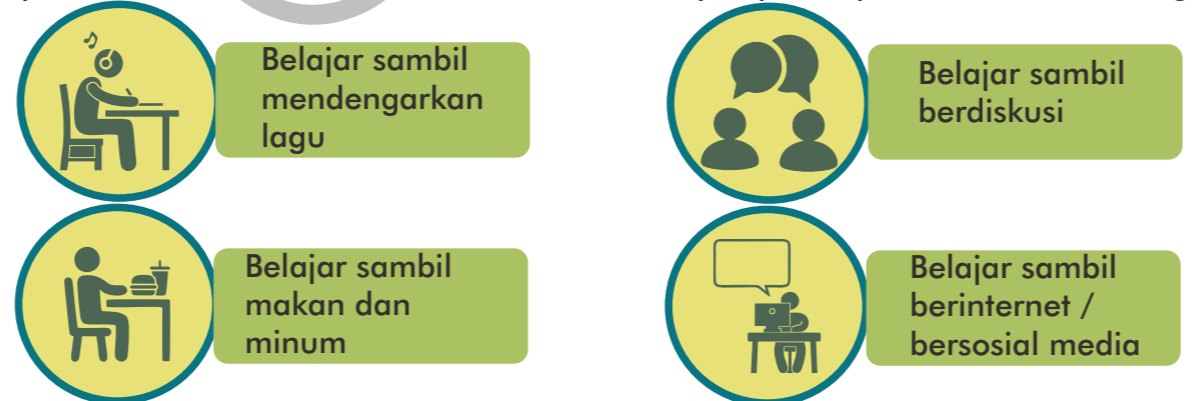 Belajar sambil
mendengarkan
lagu
Belajar sambil
berdiskusi
Belajar sambil
makan dan
minum
Belajar sambil
berinternet /
bersosial media